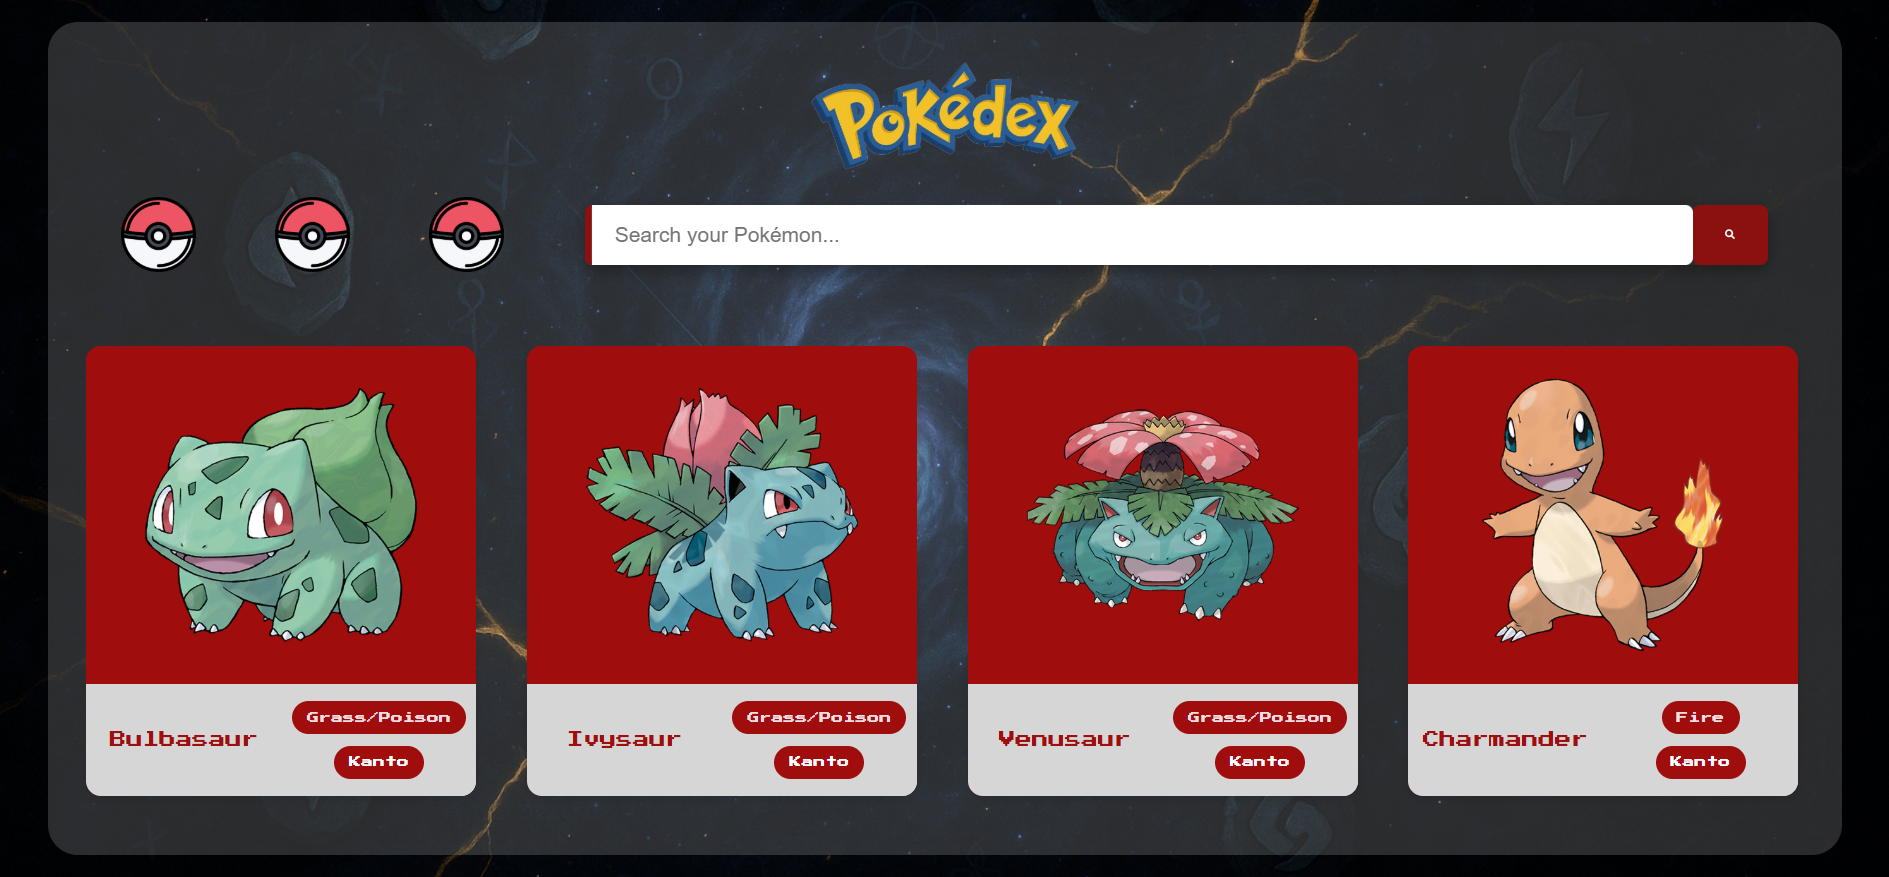 Pokédex
Search your Pokémon...
Bulbasaur
Grass/Poison
Kanto
Ivysaur
Grass/Poison
Kanto
Venusaur
Grass/Poison
Kanto
Charmander
Fire
Kanto